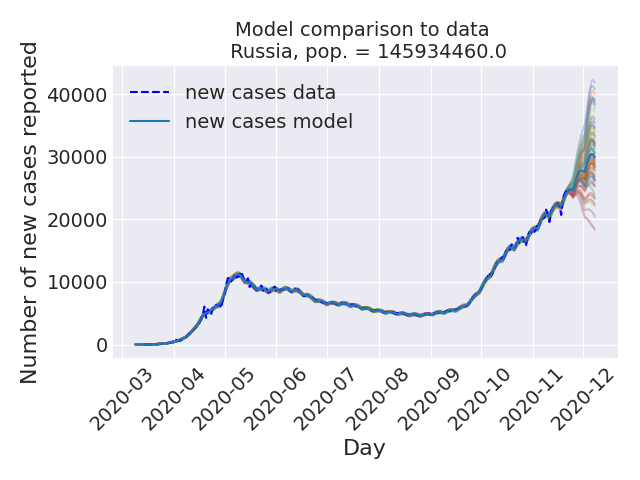 Model comparison to data
Russia, pop. = 145934460.0
Number of new cases reported
40000
30000
20000
10000
0
new cases data
new cases model
2020-03
2020-04
2020-05
2020-06
2020-07
2020-08
2020-09
2020-10
2020-11
2020-12
Day